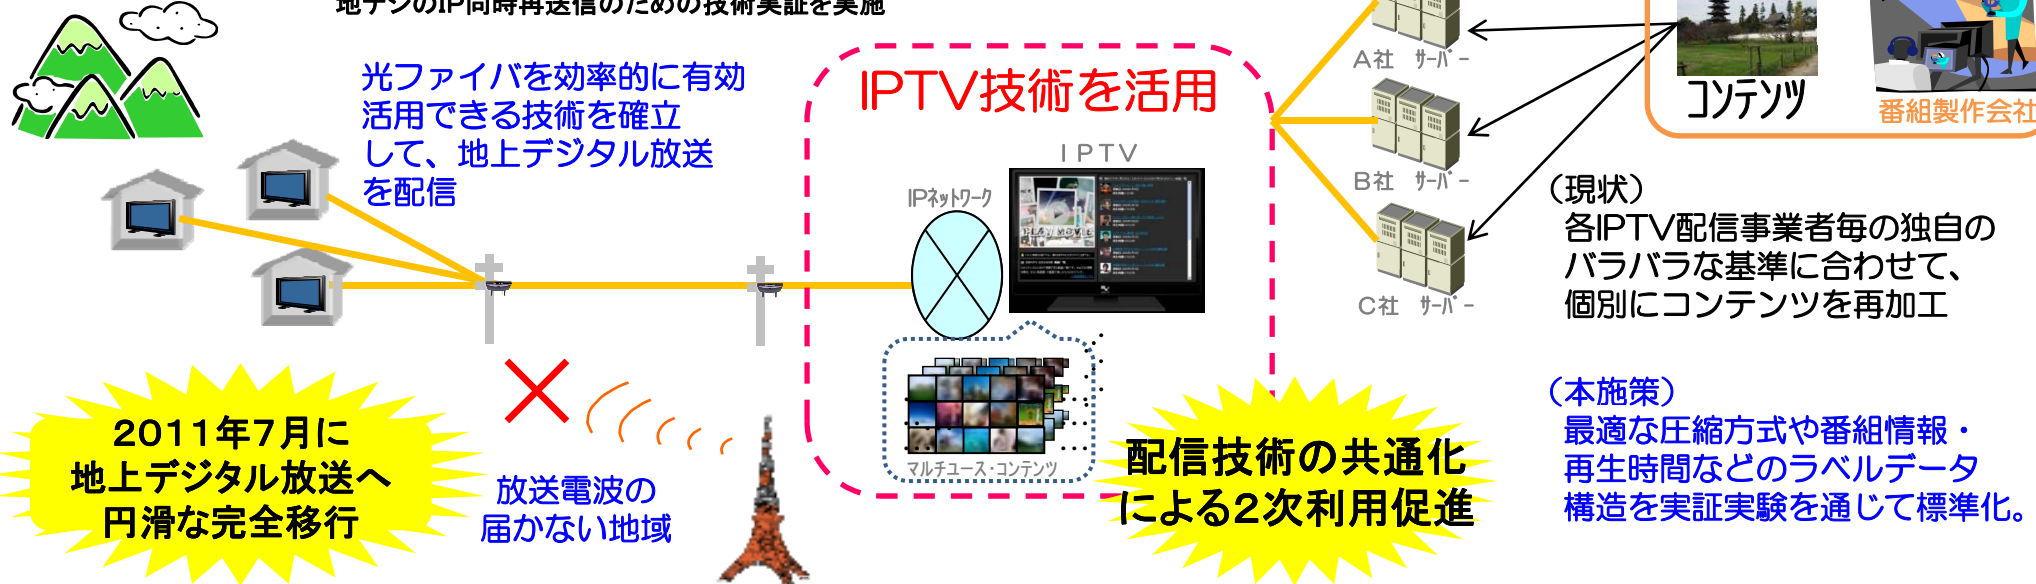 地デジのIP同時再送信のための技術実証を実施
光ファイバを効率的に有効
活用できる技術を確立
して、地上デジタル放送
を配信
IPTV技術を活用
IPTV
IPネットワーク
マルチユース・コンテンツ
A社 サーバー
B社 サーバー
C社 サーバー
コンテンツ
番組製作会社
(現状)
各IPTV配信事業者毎の独自の
バラバラな基準に合わせて、
個別にコンテンツを再加工
(本施策)
最適な圧縮方式や番組情報・
再生時間などのラベルデータ
構造を実証実験を通じて標準化。
2011年7月に
地上デジタル放送へ
円滑な完全移行
放送電波の
届かない地域
配信技術の共通化
による2次利用促進